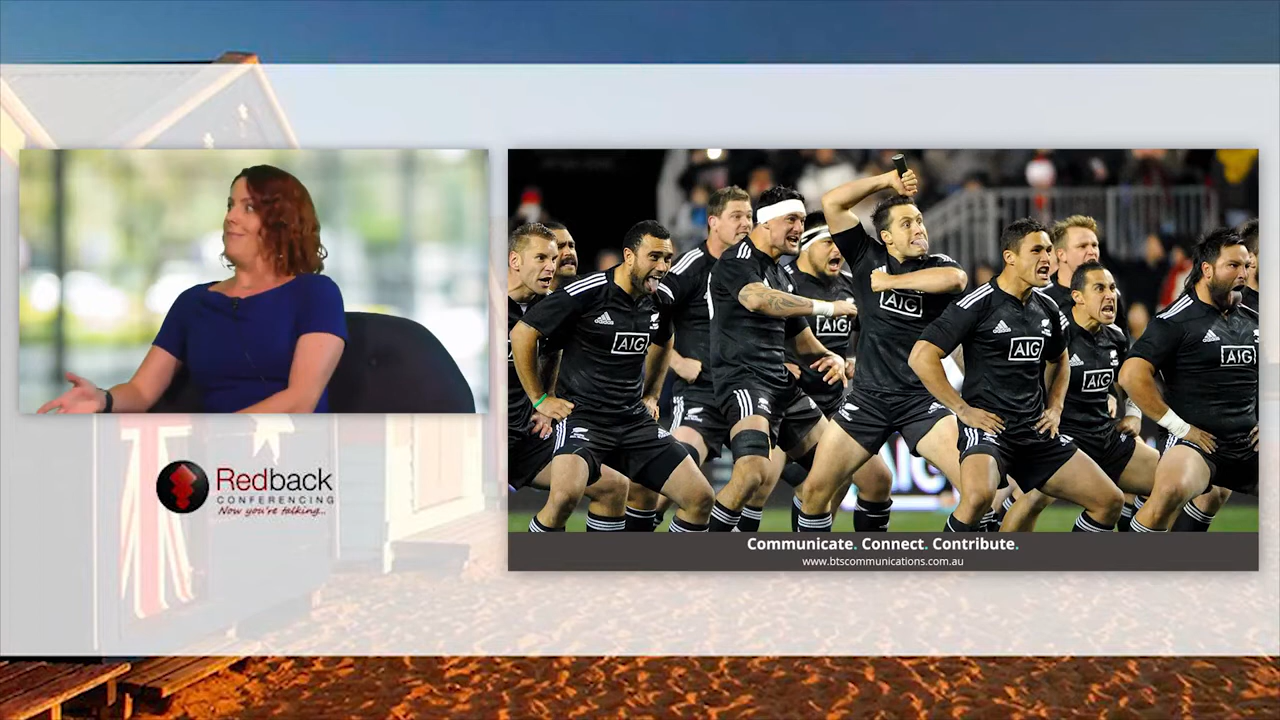 Redback
CONFERENCING
Now you're talking...
AIG
AIG
AIG
AIG
AIG
AIG
adidas
AIG
Communicate. Connect. Contribute.
www.btscommunications.com.au